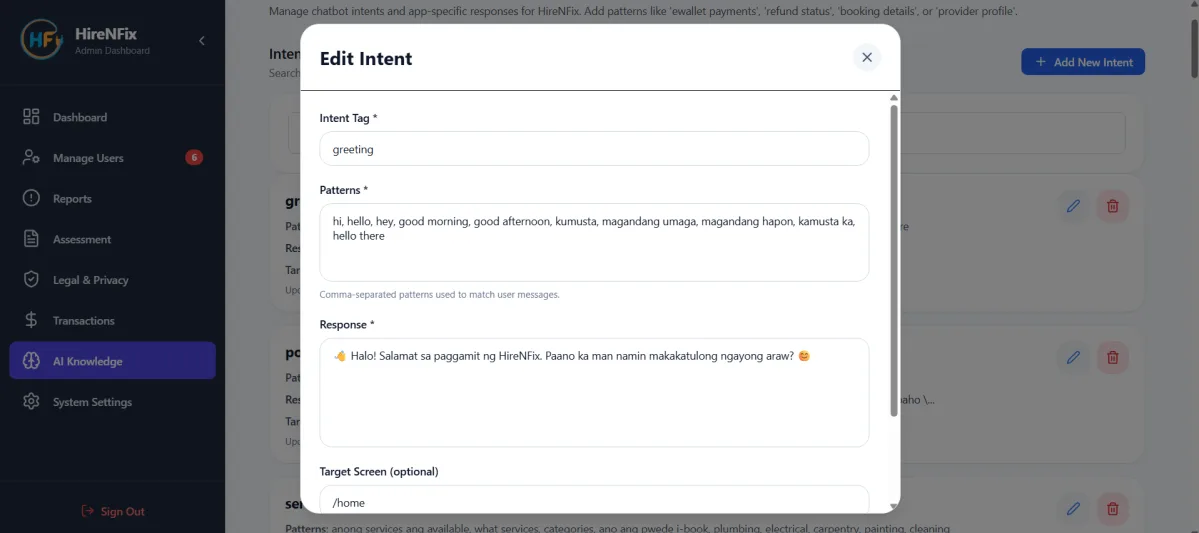 Manage chatbot intents and app-specific responses for HireNFix. Add patterns like 'ewallet payments', 'refund status', 'booking details', or 'provider profile'.
HF
HireNFix
Admin Dashboard
Dashboard
Manage Users
6
Reports
Assessment
Legal & Privacy
Transactions
AI Knowledge
System Settings
Sign Out
Add New Intent
Edit Intent
Intent Tag *
greeting
Patterns *
hi, hello, hey, good morning, good afternoon, kumusta, magandang umaga, magandang hapon, kamusta ka,
hello there
Comma-separated patterns used to match user messages.
Response *
👋 Halo! Salamat sa paggamit ng HireNFix. Paano ka man namin makakatulong ngayong araw? 😊
Target Screen (optional)
/home
Patterns: anong services ang available, what services, categories, ano ang pwede i-book, plumbing, electrical, carpentry, painting, cleaning